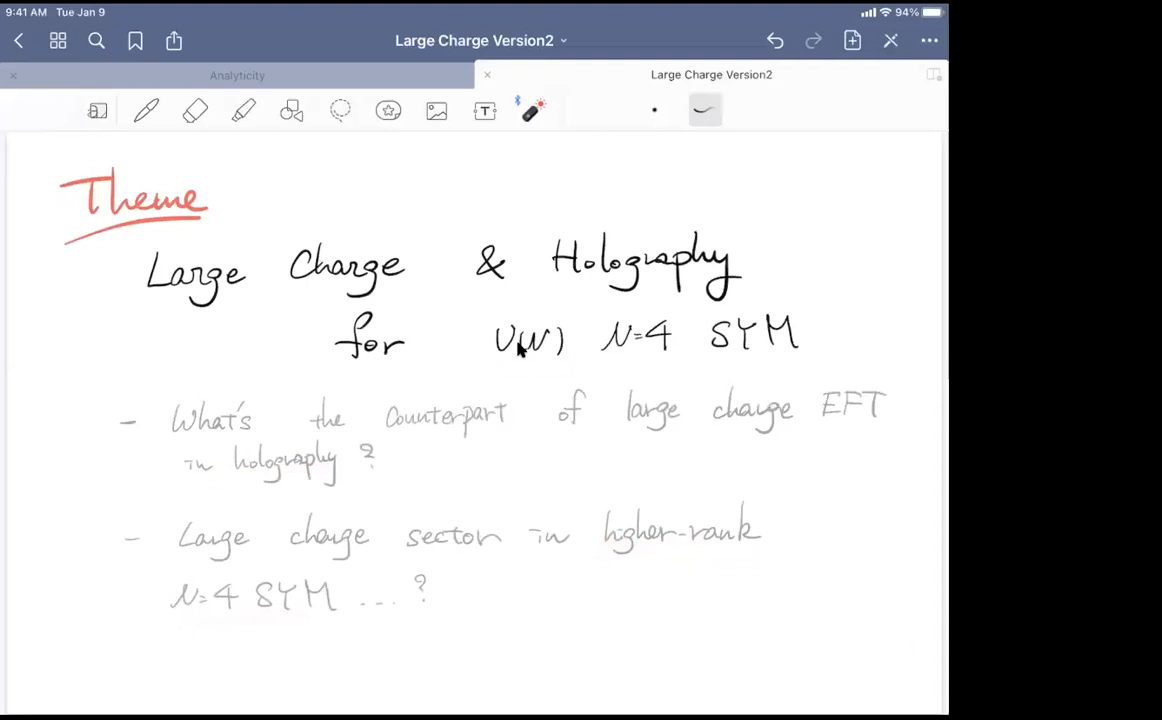 9:41 AM Tue Jan 9
94%
Large Charge Version2
Analyticity
Large Charge Version2
Theme
Large Charge & Holography
for U(N) N=4 SYM
- What's the counterpart of large charge EFT
in holography?
- Large charge sector in higher-rank
N=4 SYM ...?